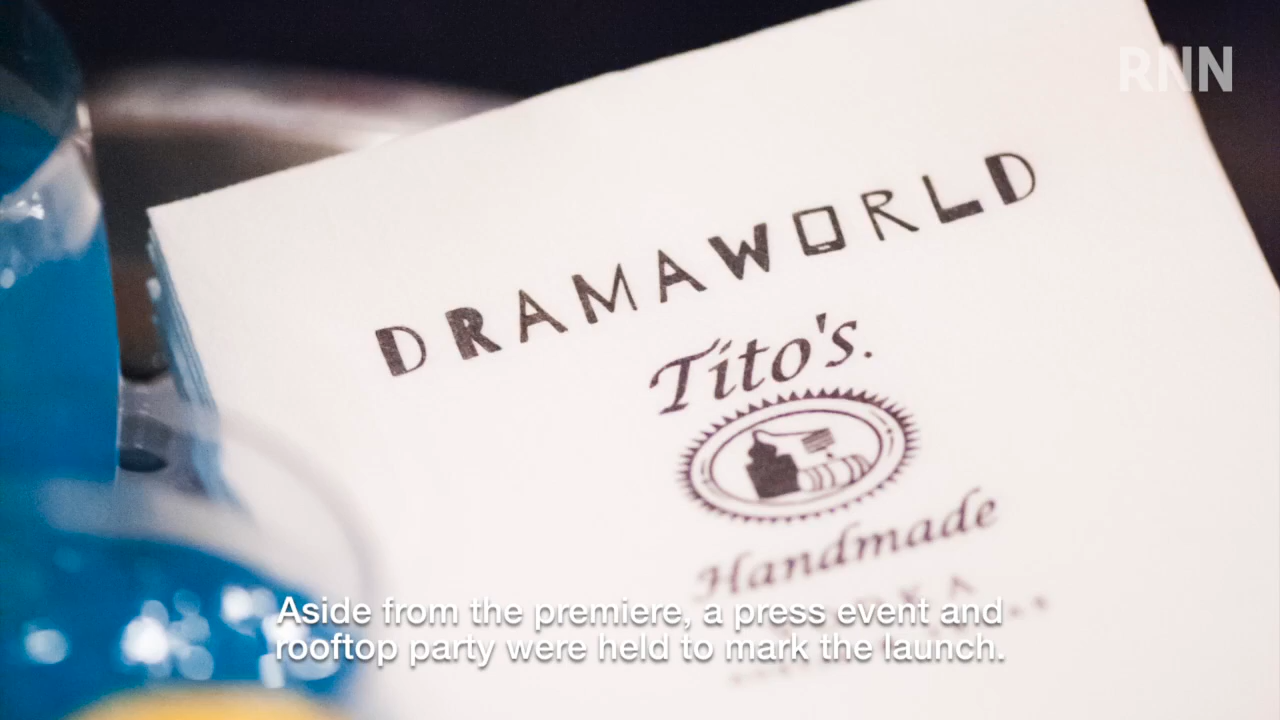 RNN
DRAMAWORLD
Tito's.
Handmade
Aside from the premiere, a press event and
rooftop party were held to mark the launch.